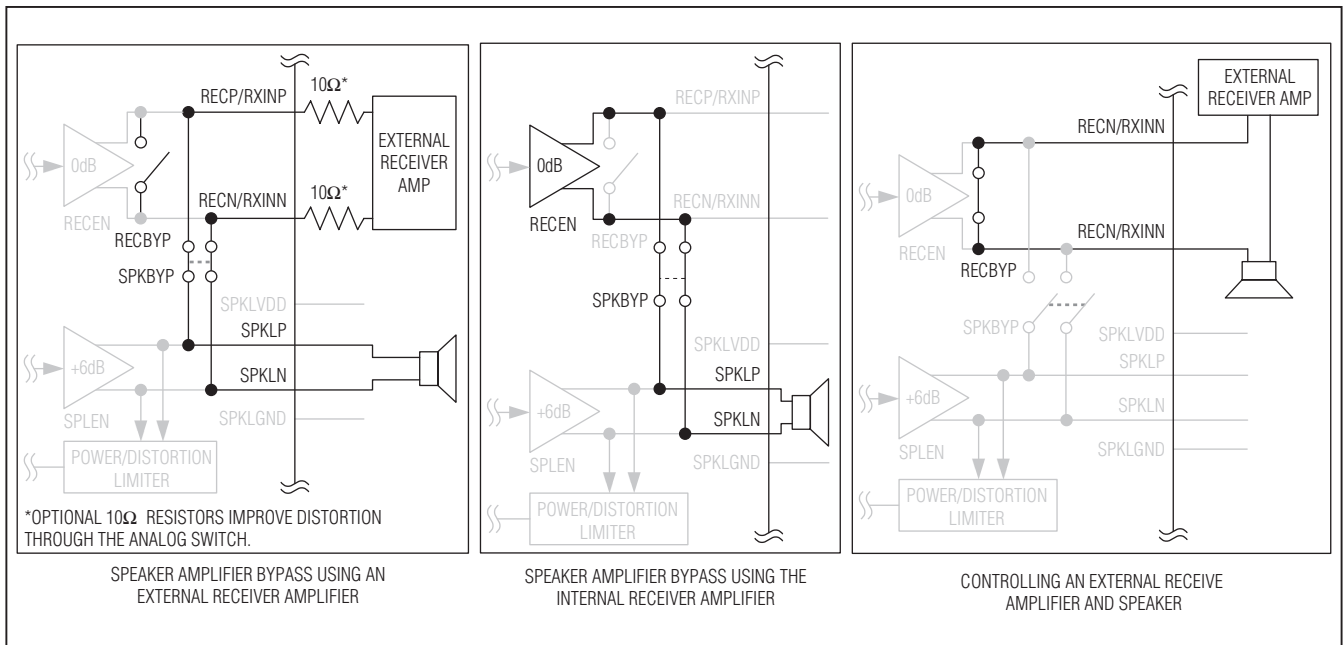 10Ω*
RECP/RXINP
EXTERNAL
RECEIVER
AMP
0dB
10Ω*
RECN/RXINN
RECEN
RECBYP
SPKBYP
SPKLVDD
SPKLP
+6dB
SPKLN
SPLEN
SPKLGND
POWER/DISTORTION
LIMITER
*OPTIONAL 10Ω RESISTORS IMPROVE DISTORTION
THROUGH THE ANALOG SWITCH.
SPEAKER AMPLIFIER BYPASS USING AN
EXTERNAL RECEIVER AMPLIFIER
RECP/RXINP
0dB
RECN/RXINN
RECEN
RECBYP
SPKBYP
SPKLVDD
SPKLP
+6dB
SPKLN
SPLEN
SPKLGND
POWER/DISTORTION
LIMITER
SPEAKER AMPLIFIER BYPASS USING THE
INTERNAL RECEIVER AMPLIFIER
EXTERNAL
RECEIVER AMP
RECN/RXINN
0dB
RECN/RXINN
RECEN
RECBYP
SPKBYP
SPKLVDD
SPKLP
+6dB
SPKLN
SPLEN
SPKLGND
POWER/DISTORTION
LIMITER
CONTROLLING AN EXTERNAL RECEIVE
AMPLIFIER AND SPEAKER